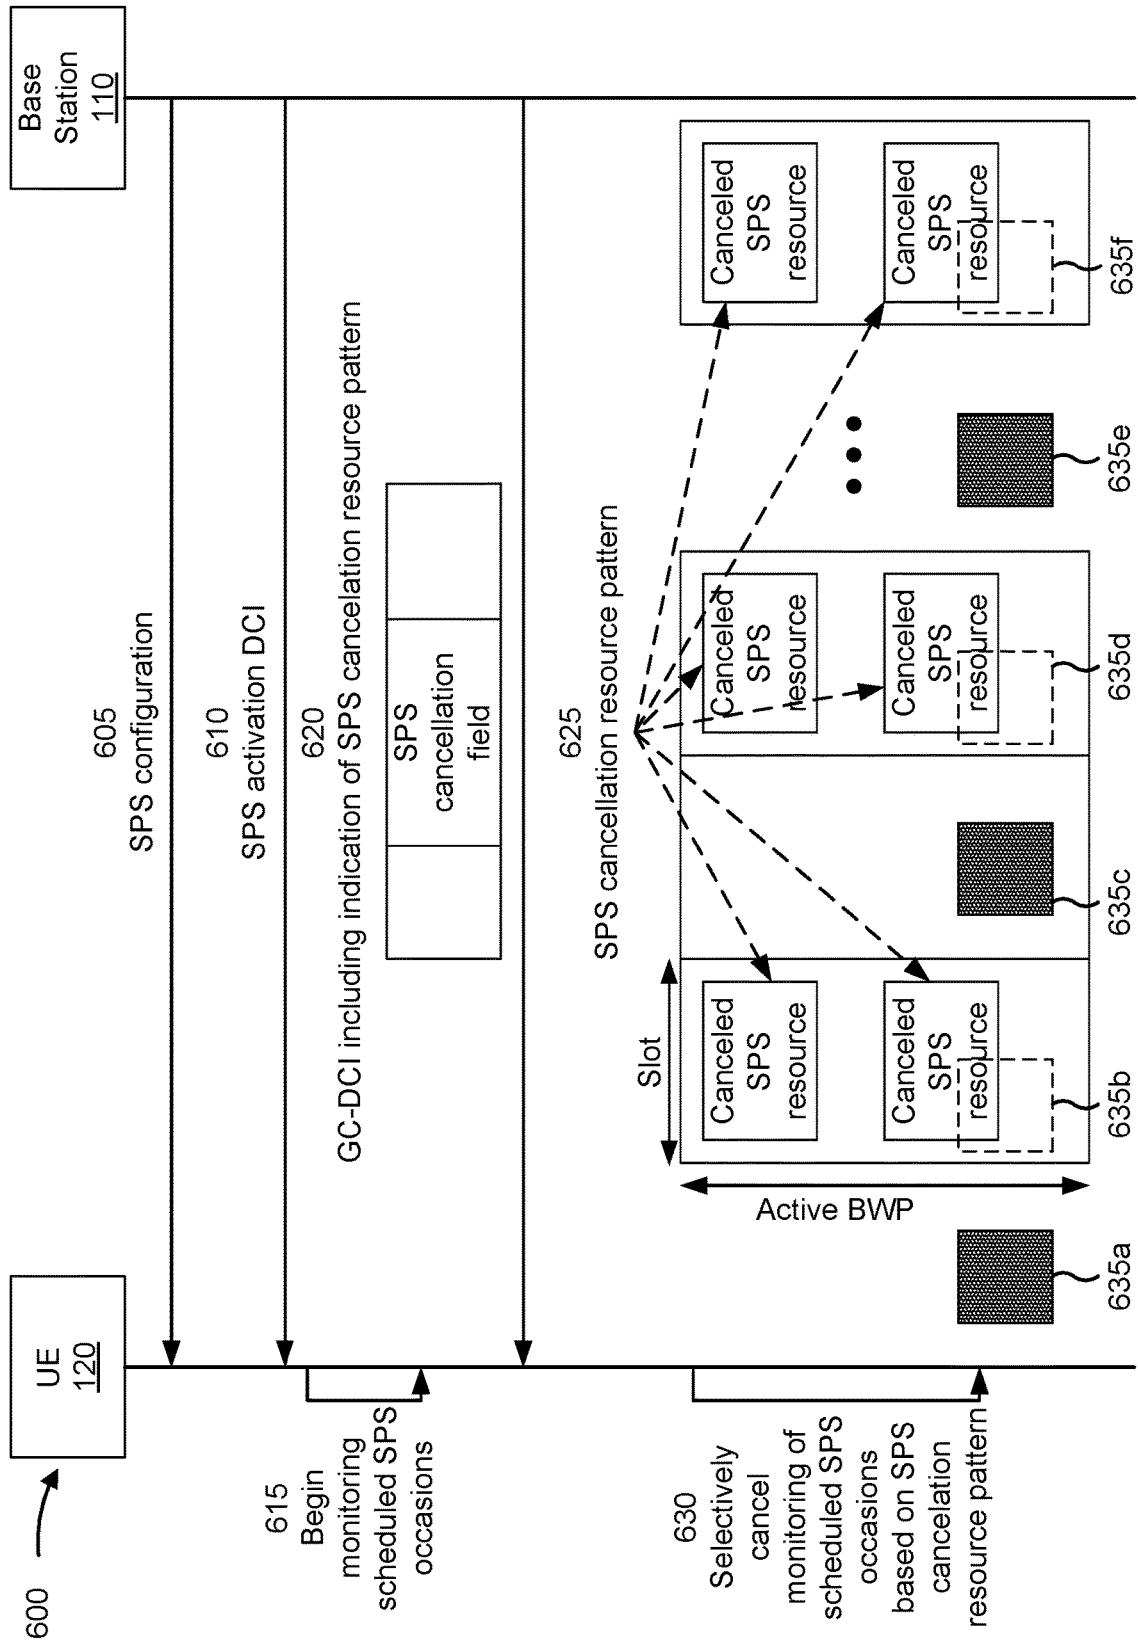 600
UE
120
Base
Station
110
605
SPS configuration
610
SPS activation DCI
615
Begin
monitoring
scheduled SPS
occasions
620
GC-DCI including indication of SPS cancelation resource pattern
SPS
cancellation
field
625
SPS cancellation resource pattern
630
Selectively
cancel
monitoring of
scheduled SPS
occasions
based on SPS
cancelation
resource pattern
Slot
Active BWP
Canceled
SPS
resource
Canceled
SPS
resource
Canceled
SPS
resource
Canceled
SPS
resource
Canceled
SPS
resource
Canceled
SPS
resource
635a
635b
635c
635d
635e
635f